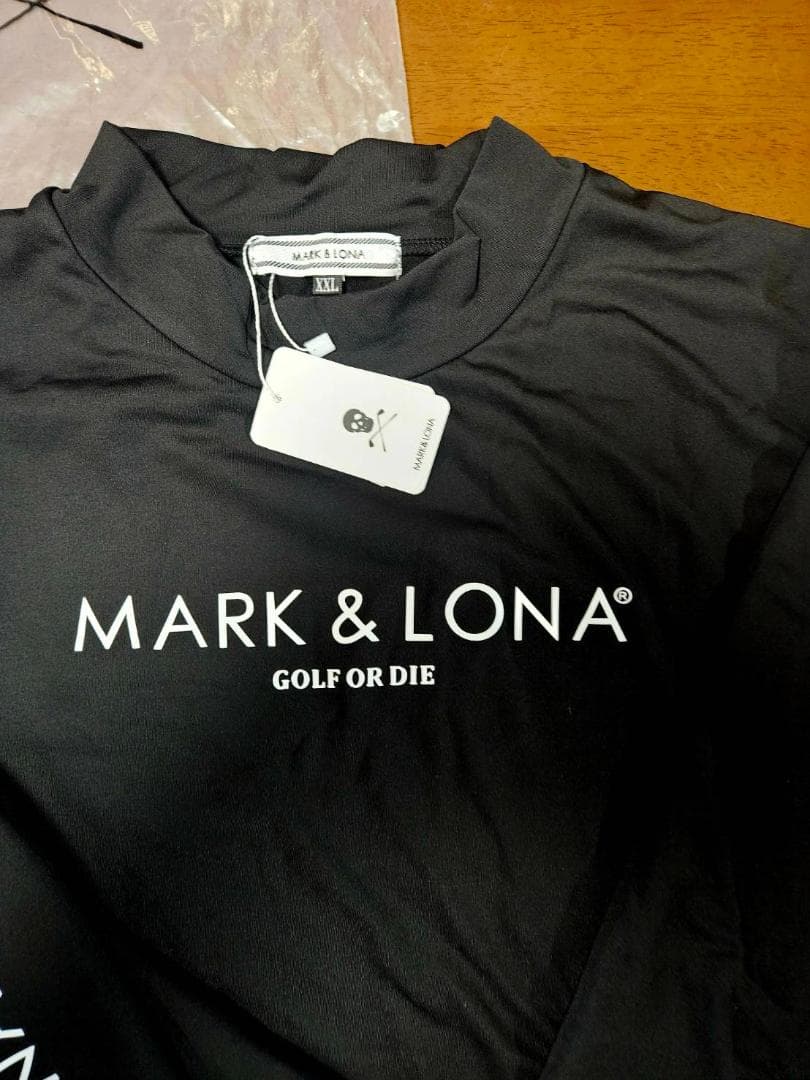 MARK & LONA
XXL
MARK&LONA
MARK & LONA®
GOLF OR DIE